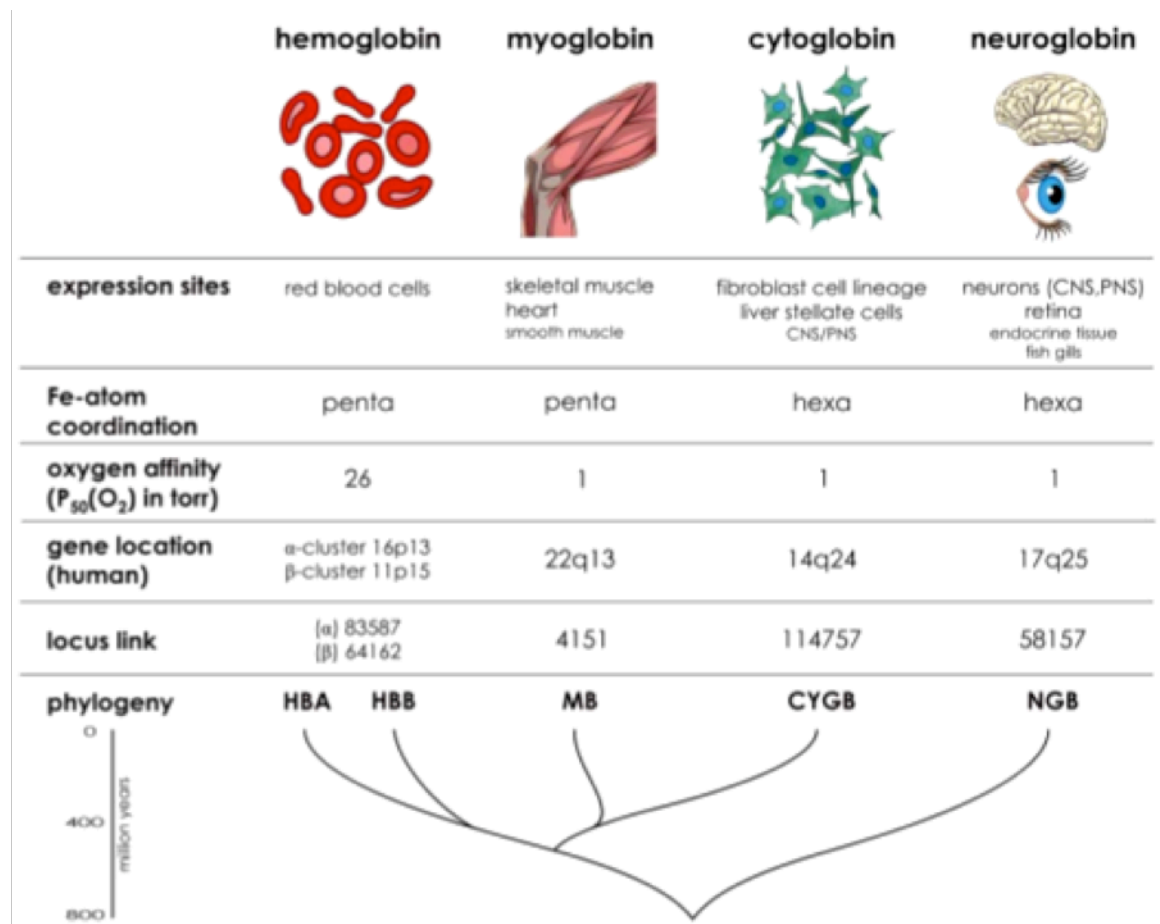 hemoglobin myoglobin cytoglobin neuroglobin
expression sites
red blood cells
skeletal muscle
heart
smooth muscle
fibroblast cell lineage
liver stellate cells
CNS/PNS
neurons (CNS,PNS)
retina
endocrine tissue
fish gills
Fe-atom
coordination
penta penta hexa hexa
oxygen affinity
(P₅₀(O₂) in torr)
26 1 1 1
gene location
(human)
α-cluster 16p13
β-cluster 11p15
22q13 14q24 17q25
locus link
(α) 83587
(β) 64162
4151 114757 58157
phylogeny HBA HBB MB CYGB NGB
0
400
800
million years